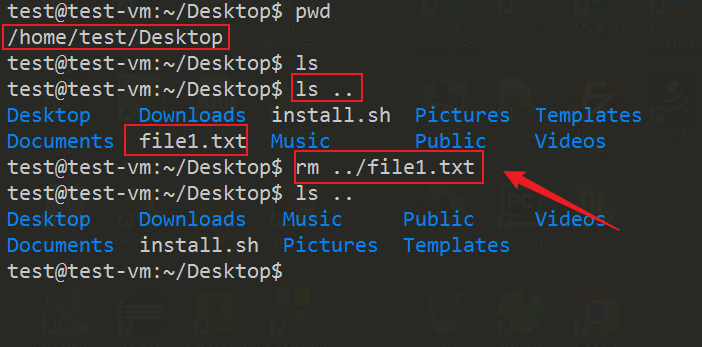 test@test-vm:~/Desktop$ pwd
/home/test/Desktop
test@test-vm:~/Desktop$ ls
test@test-vm:~/Desktop$ ls ..
Desktop Downloads install.sh Pictures Templates
Documents file1.txt Music Public Videos
test@test-vm:~/Desktop$ rm ../file1.txt
test@test-vm:~/Desktop$ ls ..
Desktop Downloads Music Public Videos
Documents install.sh Pictures Templates
test@test-vm:~/Desktop$